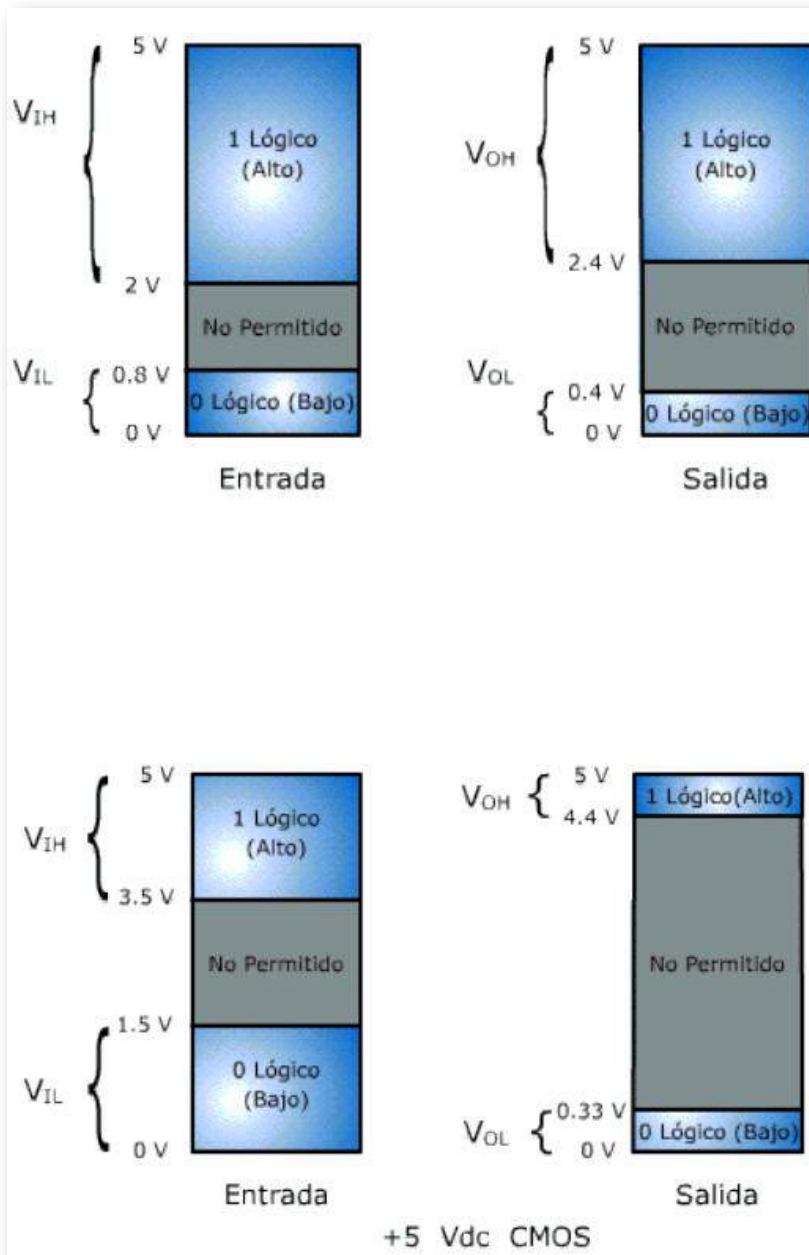 5 V
VIH
1 Lógico
(Alto)
2 V
No Permitido
VIL
0.8 V
0 Lógico (Bajo)
0 V
Entrada
5 V
VOH
1 Lógico
(Alto)
2.4 V
No Permitido
VOL
0.4 V
0 Lógico (Bajo)
0 V
Salida
5 V
VIH
1 Lógico
(Alto)
3.5 V
No Permitido
1.5 V
VIL
0 Lógico
(Bajo)
0 V
Entrada
VOH
5 V
1 Lógico(Alto)
4.4 V
No Permitido
0.33 V
VOL
0 Lógico (Bajo)
0 V
Salida
+5 Vdc CMOS